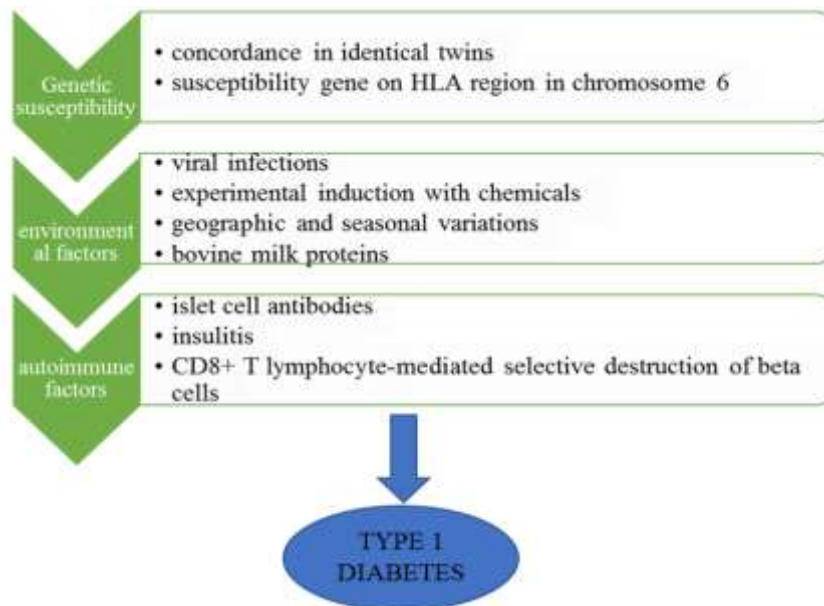 Genetic
susceptibility
• concordance in identical twins
• susceptibility gene on HLA region in chromosome 6
environment
al factors
• viral infections
• experimental induction with chemicals
• geographic and seasonal variations
• bovine milk proteins
autoimmune
factors
• islet cell antibodies
• insulitis
• CD8+ T lymphocyte-mediated selective destruction of beta
cells
TYPE 1
DIABETES